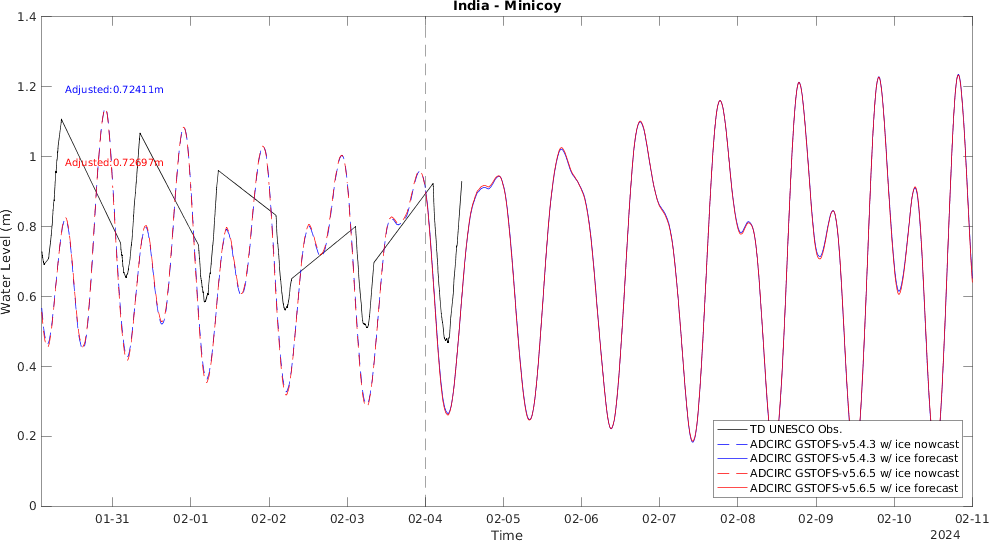 India - Minicoy
1.4
1.2
1
0.8
0.6
0.4
0.2
0
Water Level (m)
Adjusted:0.72411m
Adjusted:0.72697m
TD UNESCO Obs.
ADCIRC GSTOFS-v5.4.3 w/ ice nowcast
ADCIRC GSTOFS-v5.4.3 w/ ice forecast
ADCIRC GSTOFS-v5.6.5 w/ ice nowcast
ADCIRC GSTOFS-v5.6.5 w/ ice forecast
01-31 02-01 02-02 02-03 02-04 02-05 02-06 02-07 02-08 02-09 02-10 02-11
Time
2024